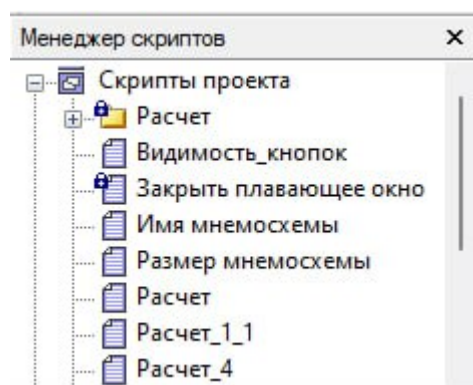 Менеджер скриптов
Скрипты проекта
Расчет
Видимость_кнопок
Закрыть плавающее окно
Имя мнемосхемы
Размер мнемосхемы
Расчет
Расчет_1_1
Расчет_4